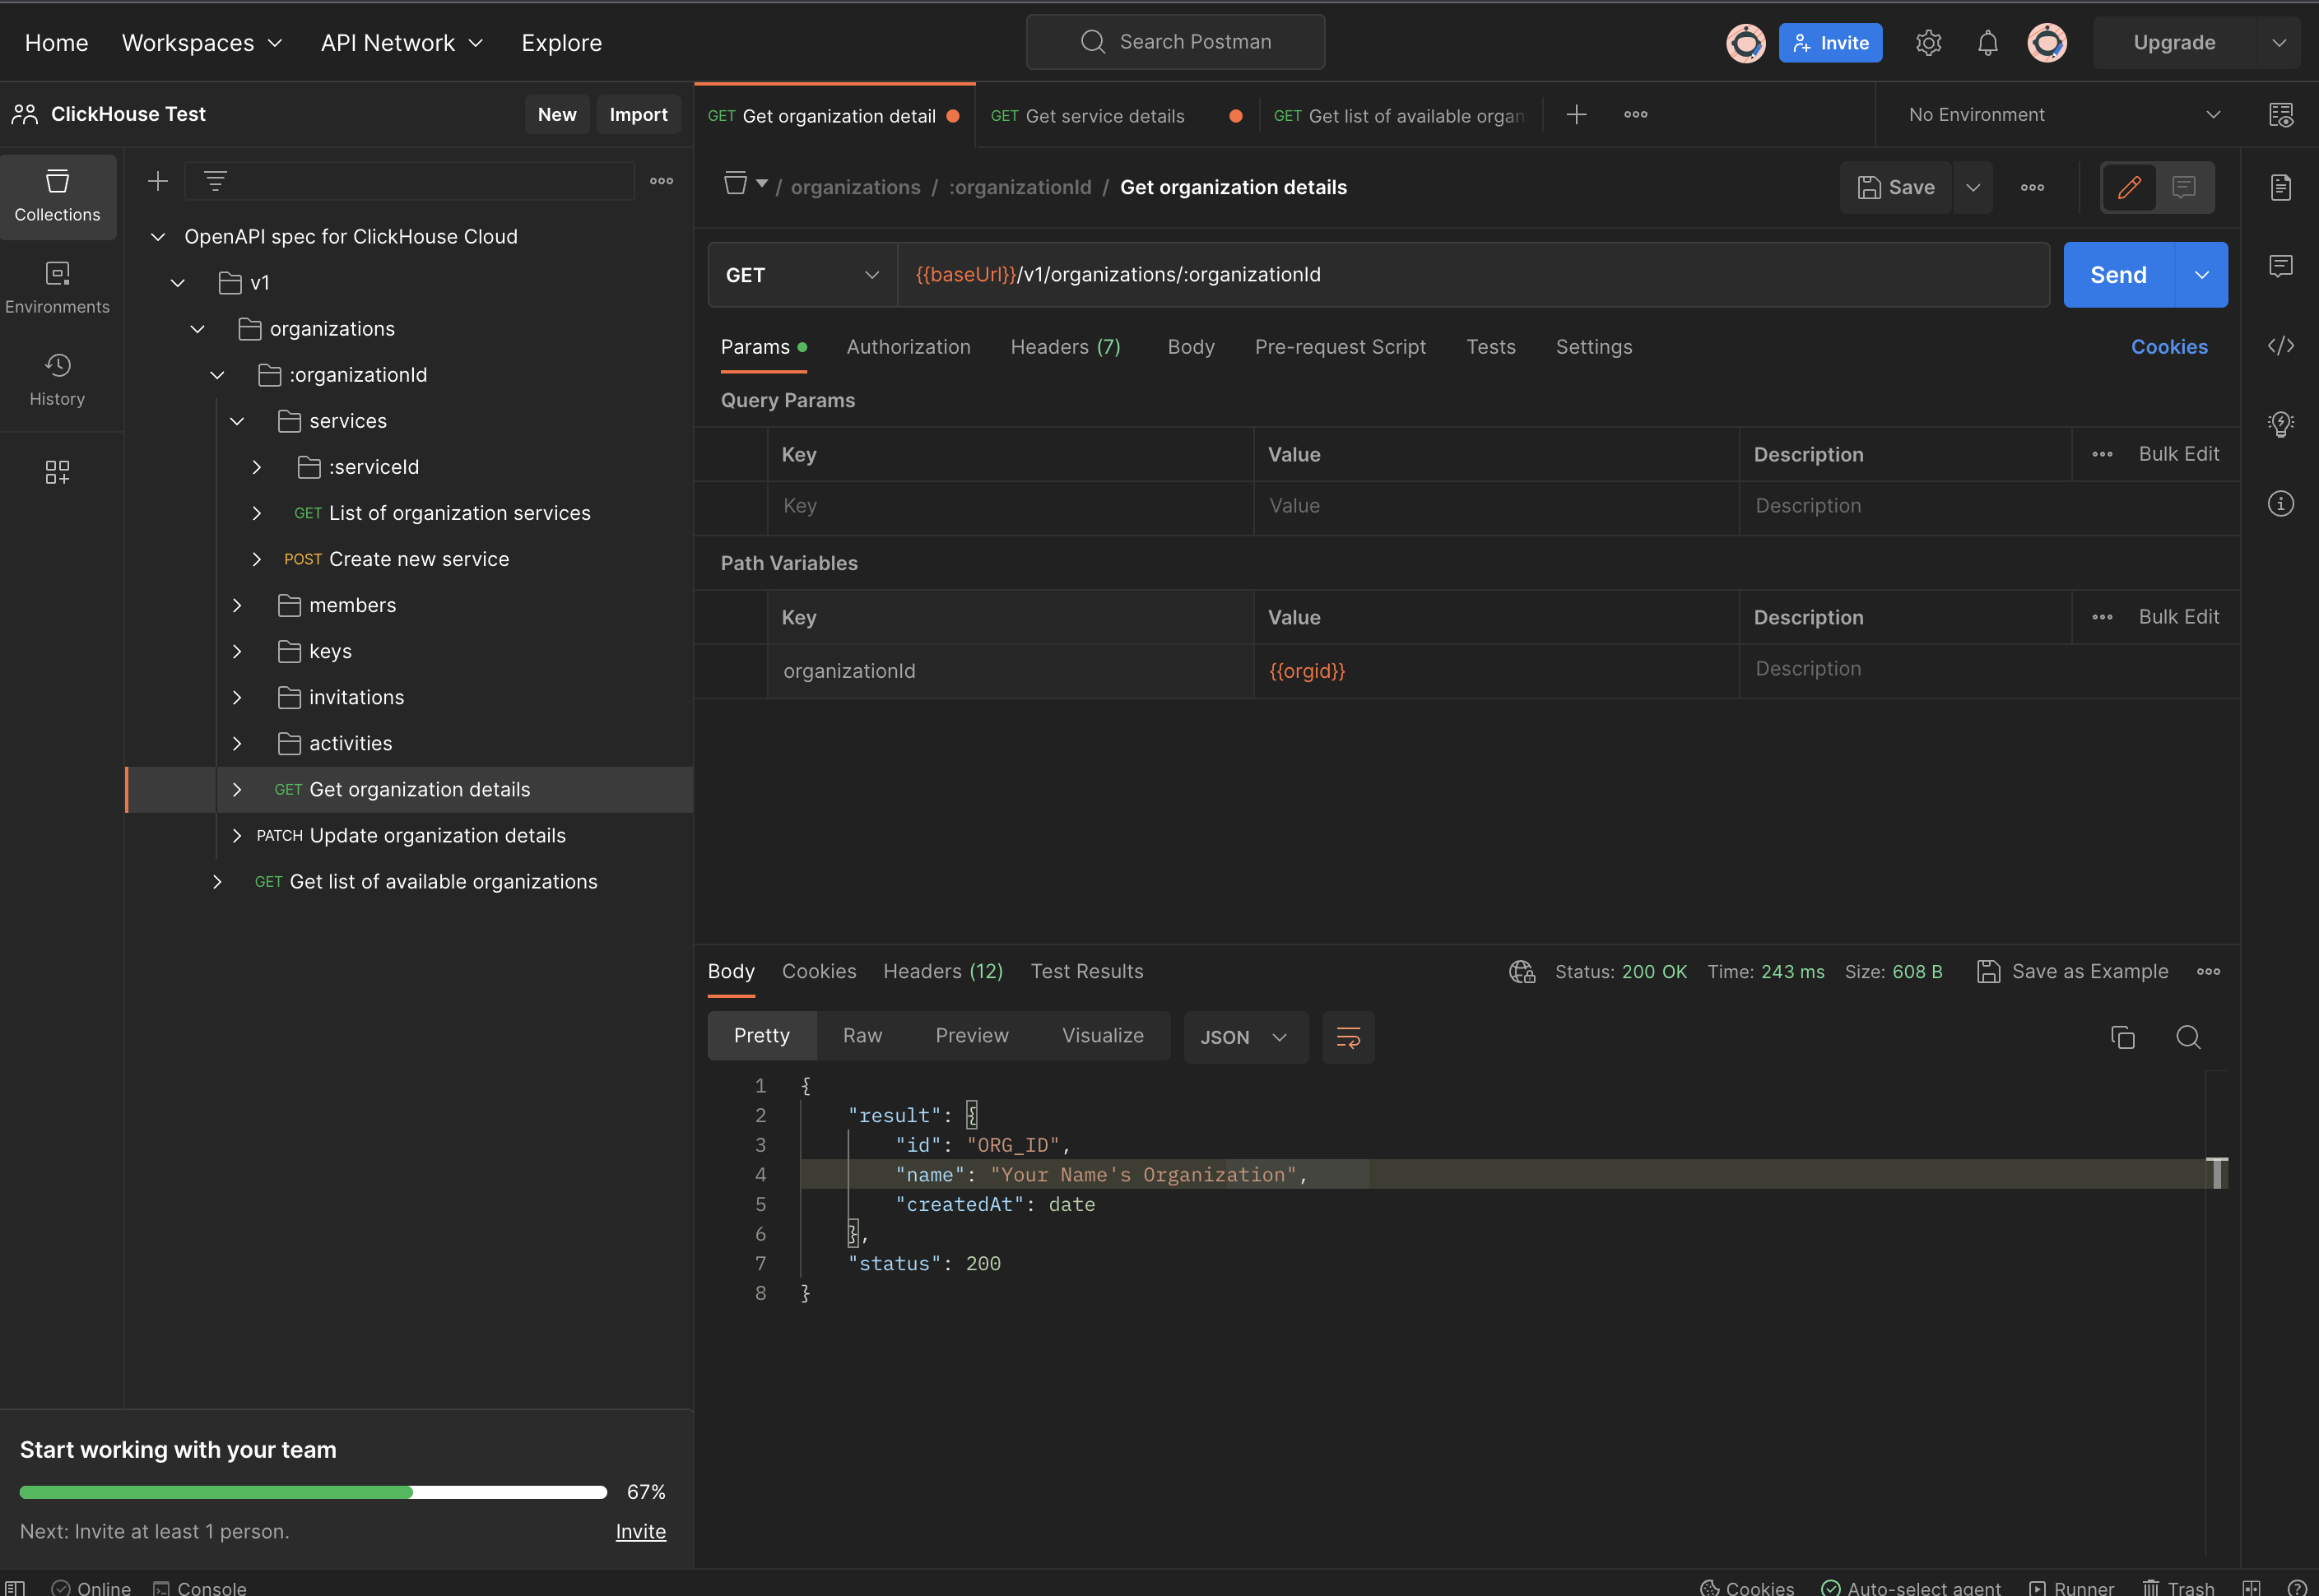 Home Workspaces API Network Explore Search Postman Invite Upgrade
ClickHouse Test New Import
GET Get organization detail GET Get service details GET Get list of available organ No Environment
Collections
Environments
History
OpenAPI spec for ClickHouse Cloud
v1
organizations
:organizationId
services
:serviceId
GET List of organization services
POST Create new service
members
keys
invitations
activities
GET Get organization details
PATCH Update organization details
GET Get list of available organizations
Start working with your team
67%
Next: Invite at least 1 person. Invite
/ organizations / :organizationId / Get organization details Save
GET {{baseUrl}}/v1/organizations/:organizationId Send
Params Authorization Headers (7) Body Pre-request Script Tests Settings Cookies
Query Params
Key Value Description Bulk Edit
Key Value Description
Path Variables
Key Value Description Bulk Edit
organizationId {{orgid}} Description
Body Cookies Headers (12) Test Results Status: 200 OK Time: 243 ms Size: 608 B Save as Example
Pretty Raw Preview Visualize JSON
1 {
2 "result": {
3 "id": "ORG_ID",
4 "name": "Your Name's Organization",
5 "createdAt": date
6 },
7 "status": 200
8 }
Online Console Cookies Auto-select agent Runner Trash